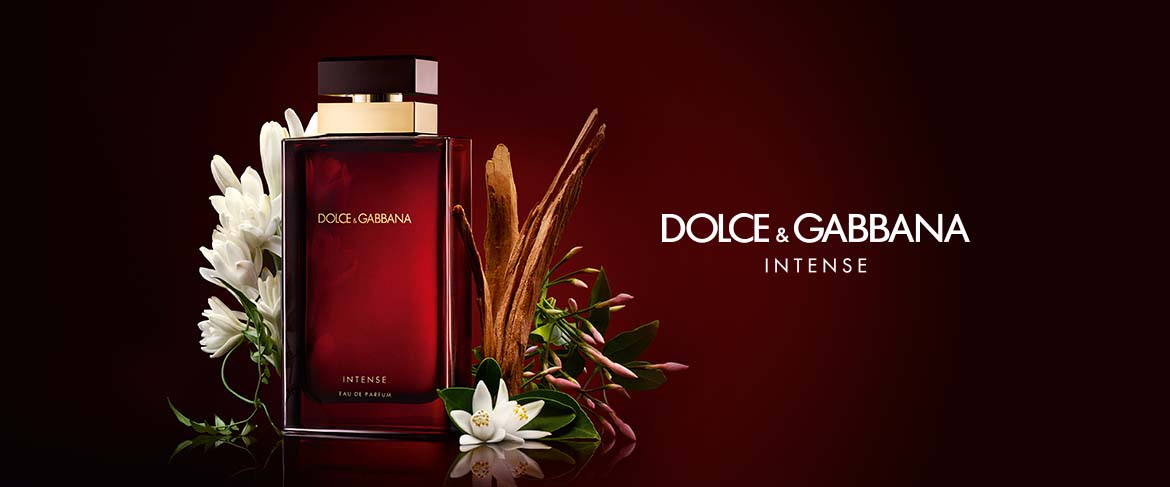 DOLCE & GABBANA
INTENSE
EAU DE PARFUM
DOLCE & GABBANA
INTENSE